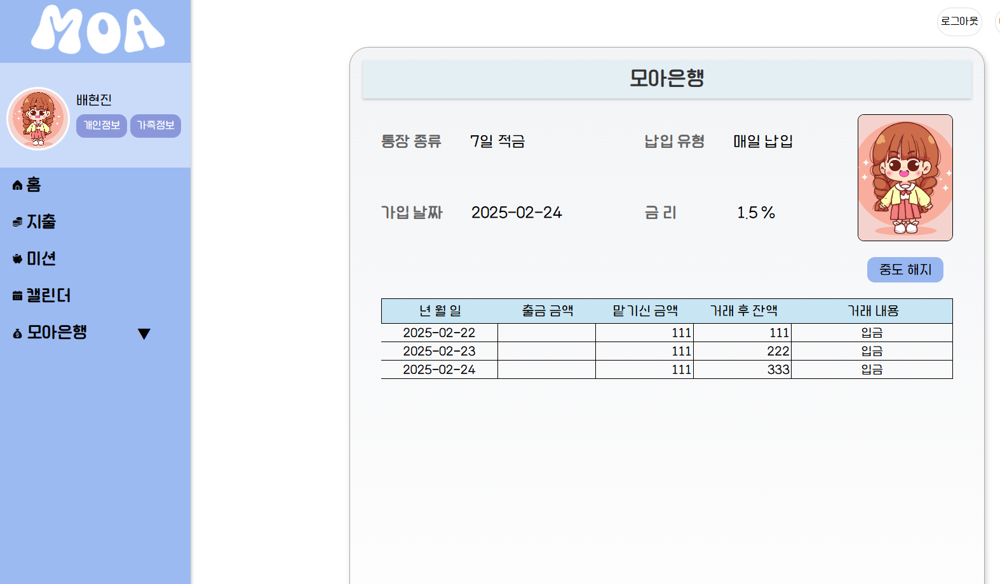 MOA
로그아웃
배현진
개인정보 가족정보
홈
지출
미션
캘린더
모아은행 ▼
모아은행
통장 종류 7일 적금 납입 유형 매일 납입
가입 날짜 2025-02-24 금 리 1.5 %
중도 해지
년 월 일 출금 금액 맡기신 금액 거래 후 잔액 거래 내용
2025-02-22 111 111 입금
2025-02-23 111 222 입금
2025-02-24 111 333 입금